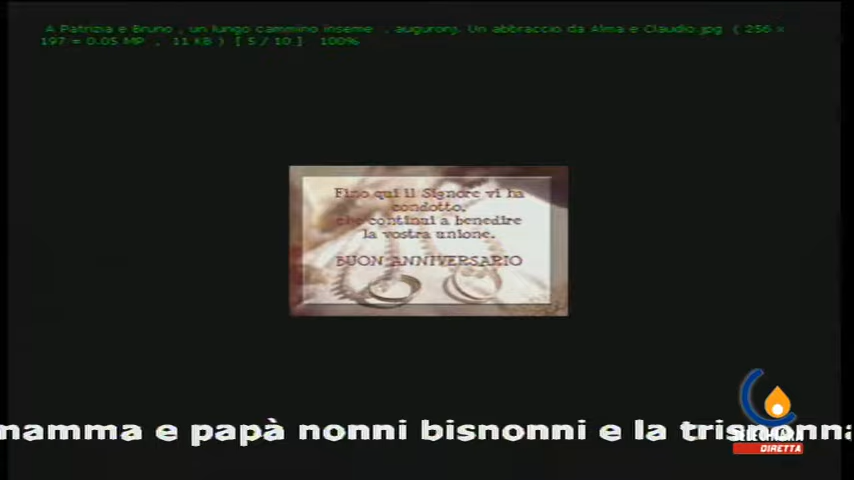 A Patrizia e Bruno , un lungo cammino inseme , auguronj. Un abbraccio da Alma e Claudio.jpg ( 256 x
197 = 0.05 MP , 11 KB ) [ 5 / 10 ] 100%
Fino qui il Signore vi ha
condotto,
che continui a benedire
la vostra unione.
BUON ANNIVERSARIO
mamma e papà nonni bisnonni e la trisnonna
DIRETTA